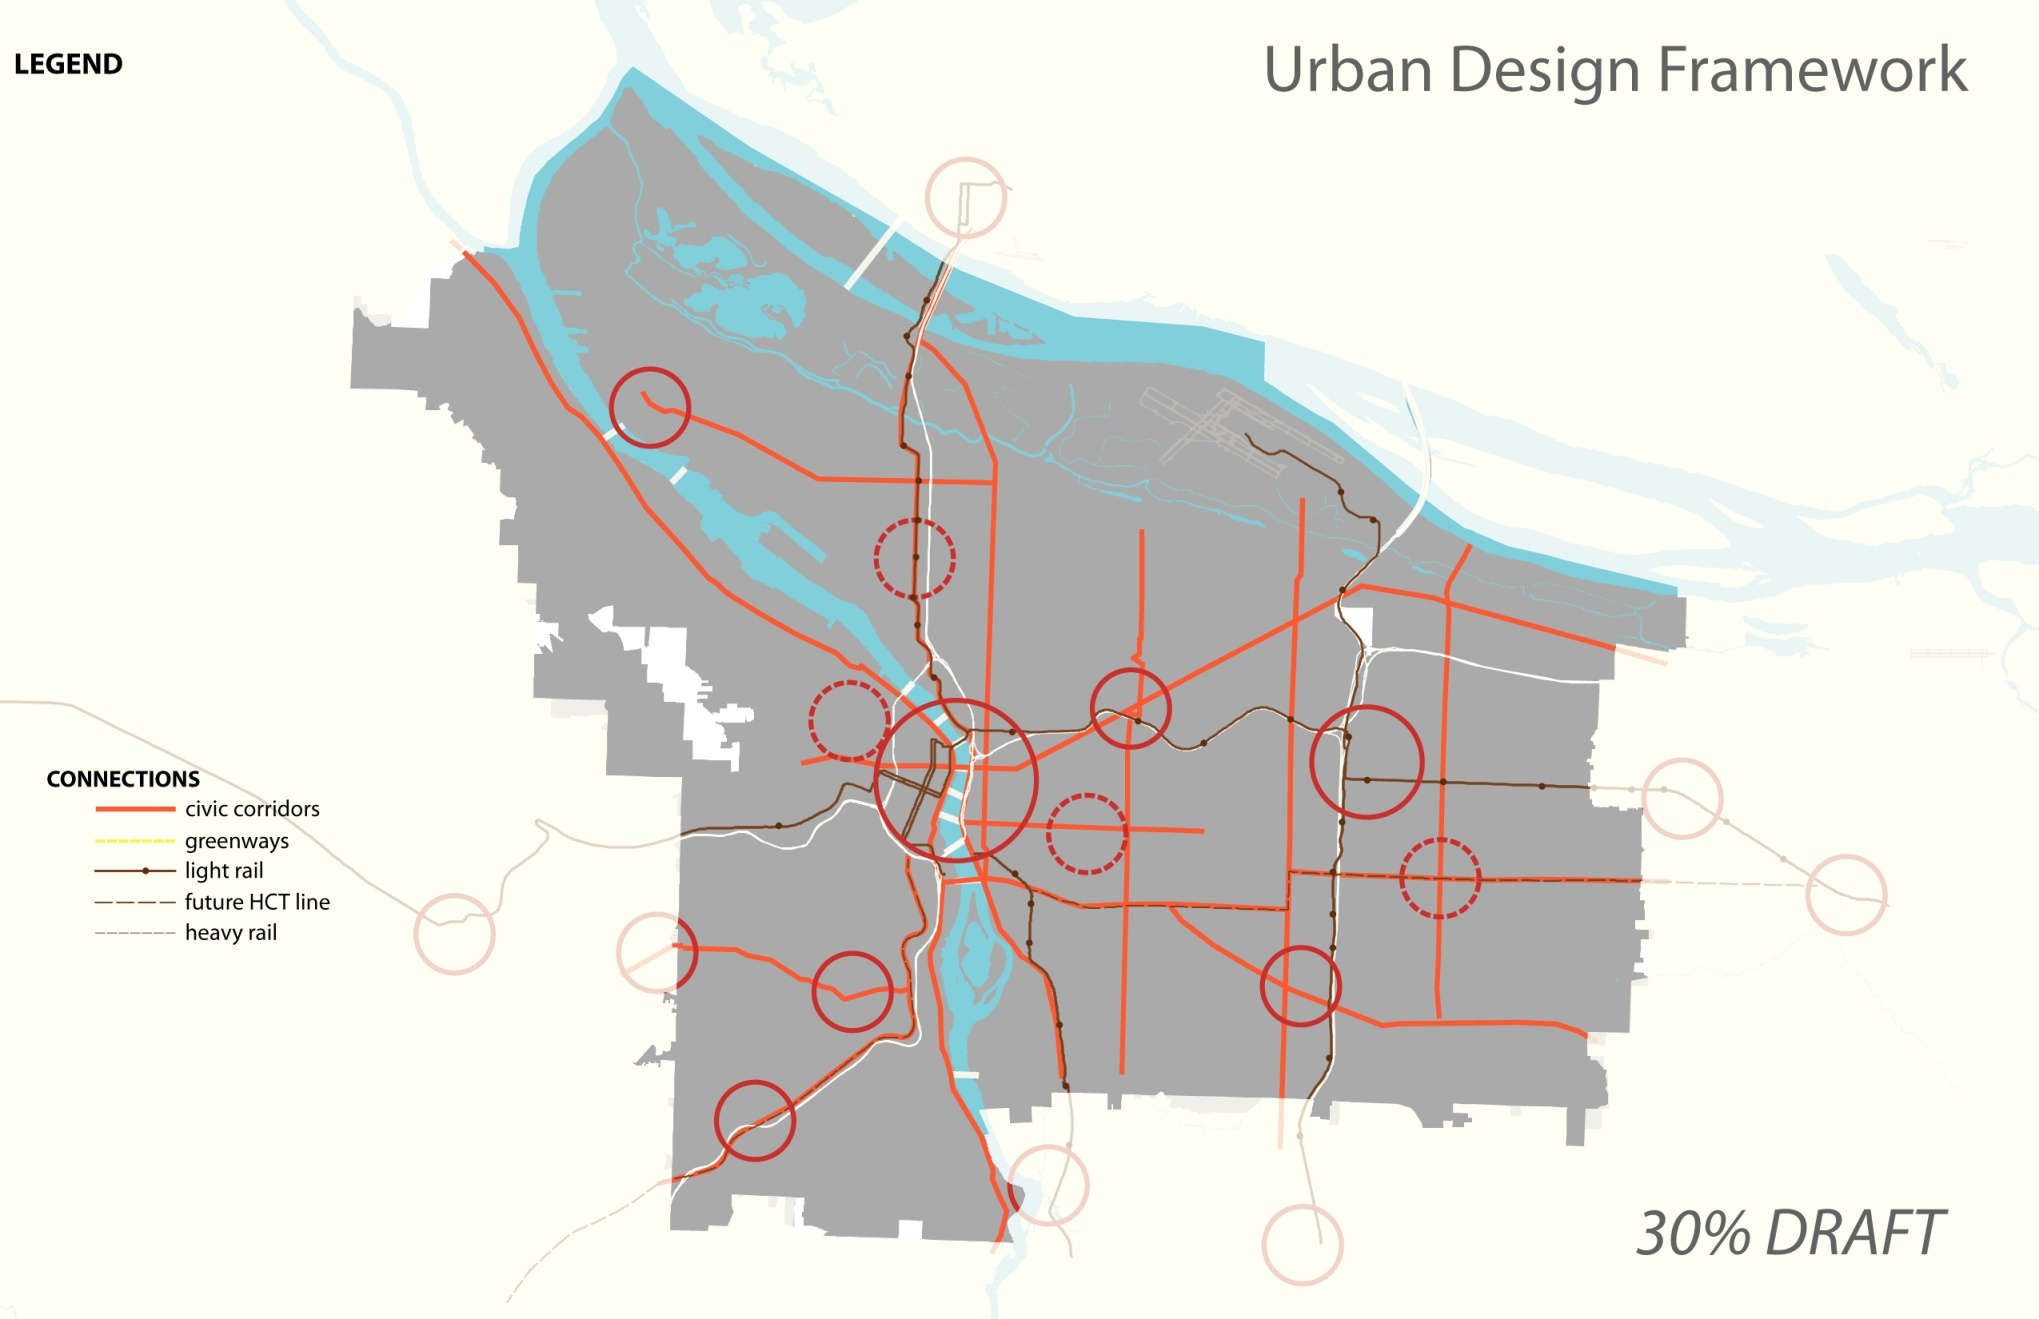 LEGEND
Urban Design Framework
CONNECTIONS
civic corridors
greenways
light rail
future HCT line
heavy rail
30% DRAFT